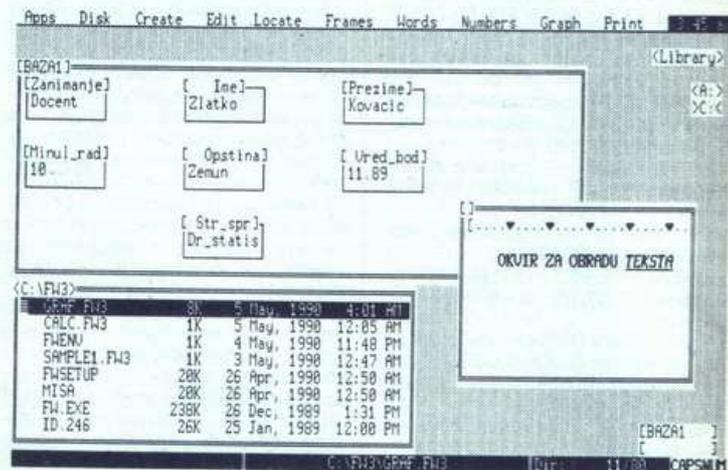 Apps Disk Create Edit Locate Frames Words Numbers Graph Print 3:45
<Library>
[BAZA1]
<A:>
>C:<
[Zanimanje] [ Ime] [Prezime]
Docent Zlatko Kovacic
[Minul_rad] [ Opstina] [ Vred_bod]
10. Zemun 11.89
[ Str_spr]
Dr_statis
[]
OKVIR ZA OBRADU TEKSTA
<C:\FW3>
GRAF.FW3 8K 5 May, 1990 4:01 AM
CALC.FW3 1K 5 May, 1990 12:05 AM
FWENV 1K 4 May, 1990 11:48 PM
SAMPLE1.FW3 1K 3 May, 1990 12:47 AM
FWSETUP 20K 26 Apr, 1990 12:50 AM
MISA 20K 26 Apr, 1990 12:50 AM
FW.EXE 238K 26 Dec, 1989 1:31 PM
ID.246 26K 25 Jan, 1989 12:00 PM
[BAZA1 ]
[ ]
C:\FW3\GRAF.FW3 CAPSNUM